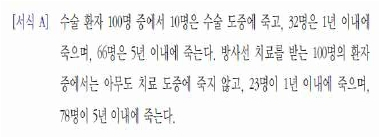 [서식 A] 수술 환자 100명 중에서 10명은 수술 도중에 죽고, 32명은 1년 이내에
죽으며, 66명은 5년 이내에 죽는다. 방사선 치료를 받는 100명의 환자
중에서는 아무도 치료 도중에 죽지 않고, 23명이 1년 이내에 죽으며,
78명이 5년 이내에 죽는다.